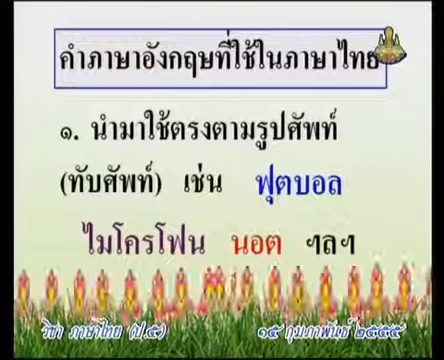 คำภาษาอังกฤษที่ใช้ในภาษาไทย
๑. นำมาใช้ตรงตามรูปศัพท์
(ทับศัพท์) เช่น ฟุตบอล
ไมโครโฟน นอต ฯลฯ
วิชา ภาษาไทย (ป.๕) ๑๕ กุมภาพันธ์ ๒๕๕๕